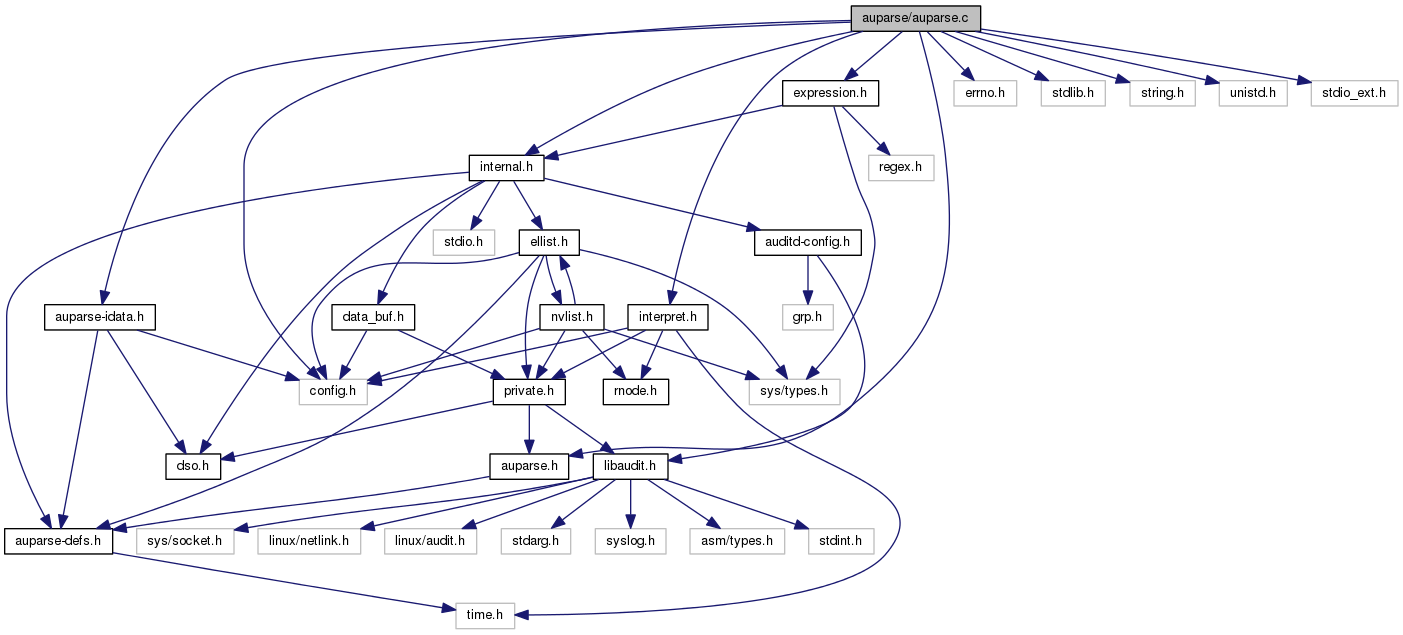 auparse/auparse.c
expression.h
errno.h
stdlib.h
string.h
unistd.h
stdio_ext.h
internal.h
regex.h
stdio.h
ellist.h
auditd-config.h
auparse-idata.h
data_buf.h
nvlist.h
interpret.h
grp.h
config.h
private.h
rnode.h
sys/types.h
dso.h
auparse.h
libaudit.h
auparse-defs.h
sys/socket.h
linux/netlink.h
linux/audit.h
stdarg.h
syslog.h
asm/types.h
stdint.h
time.h